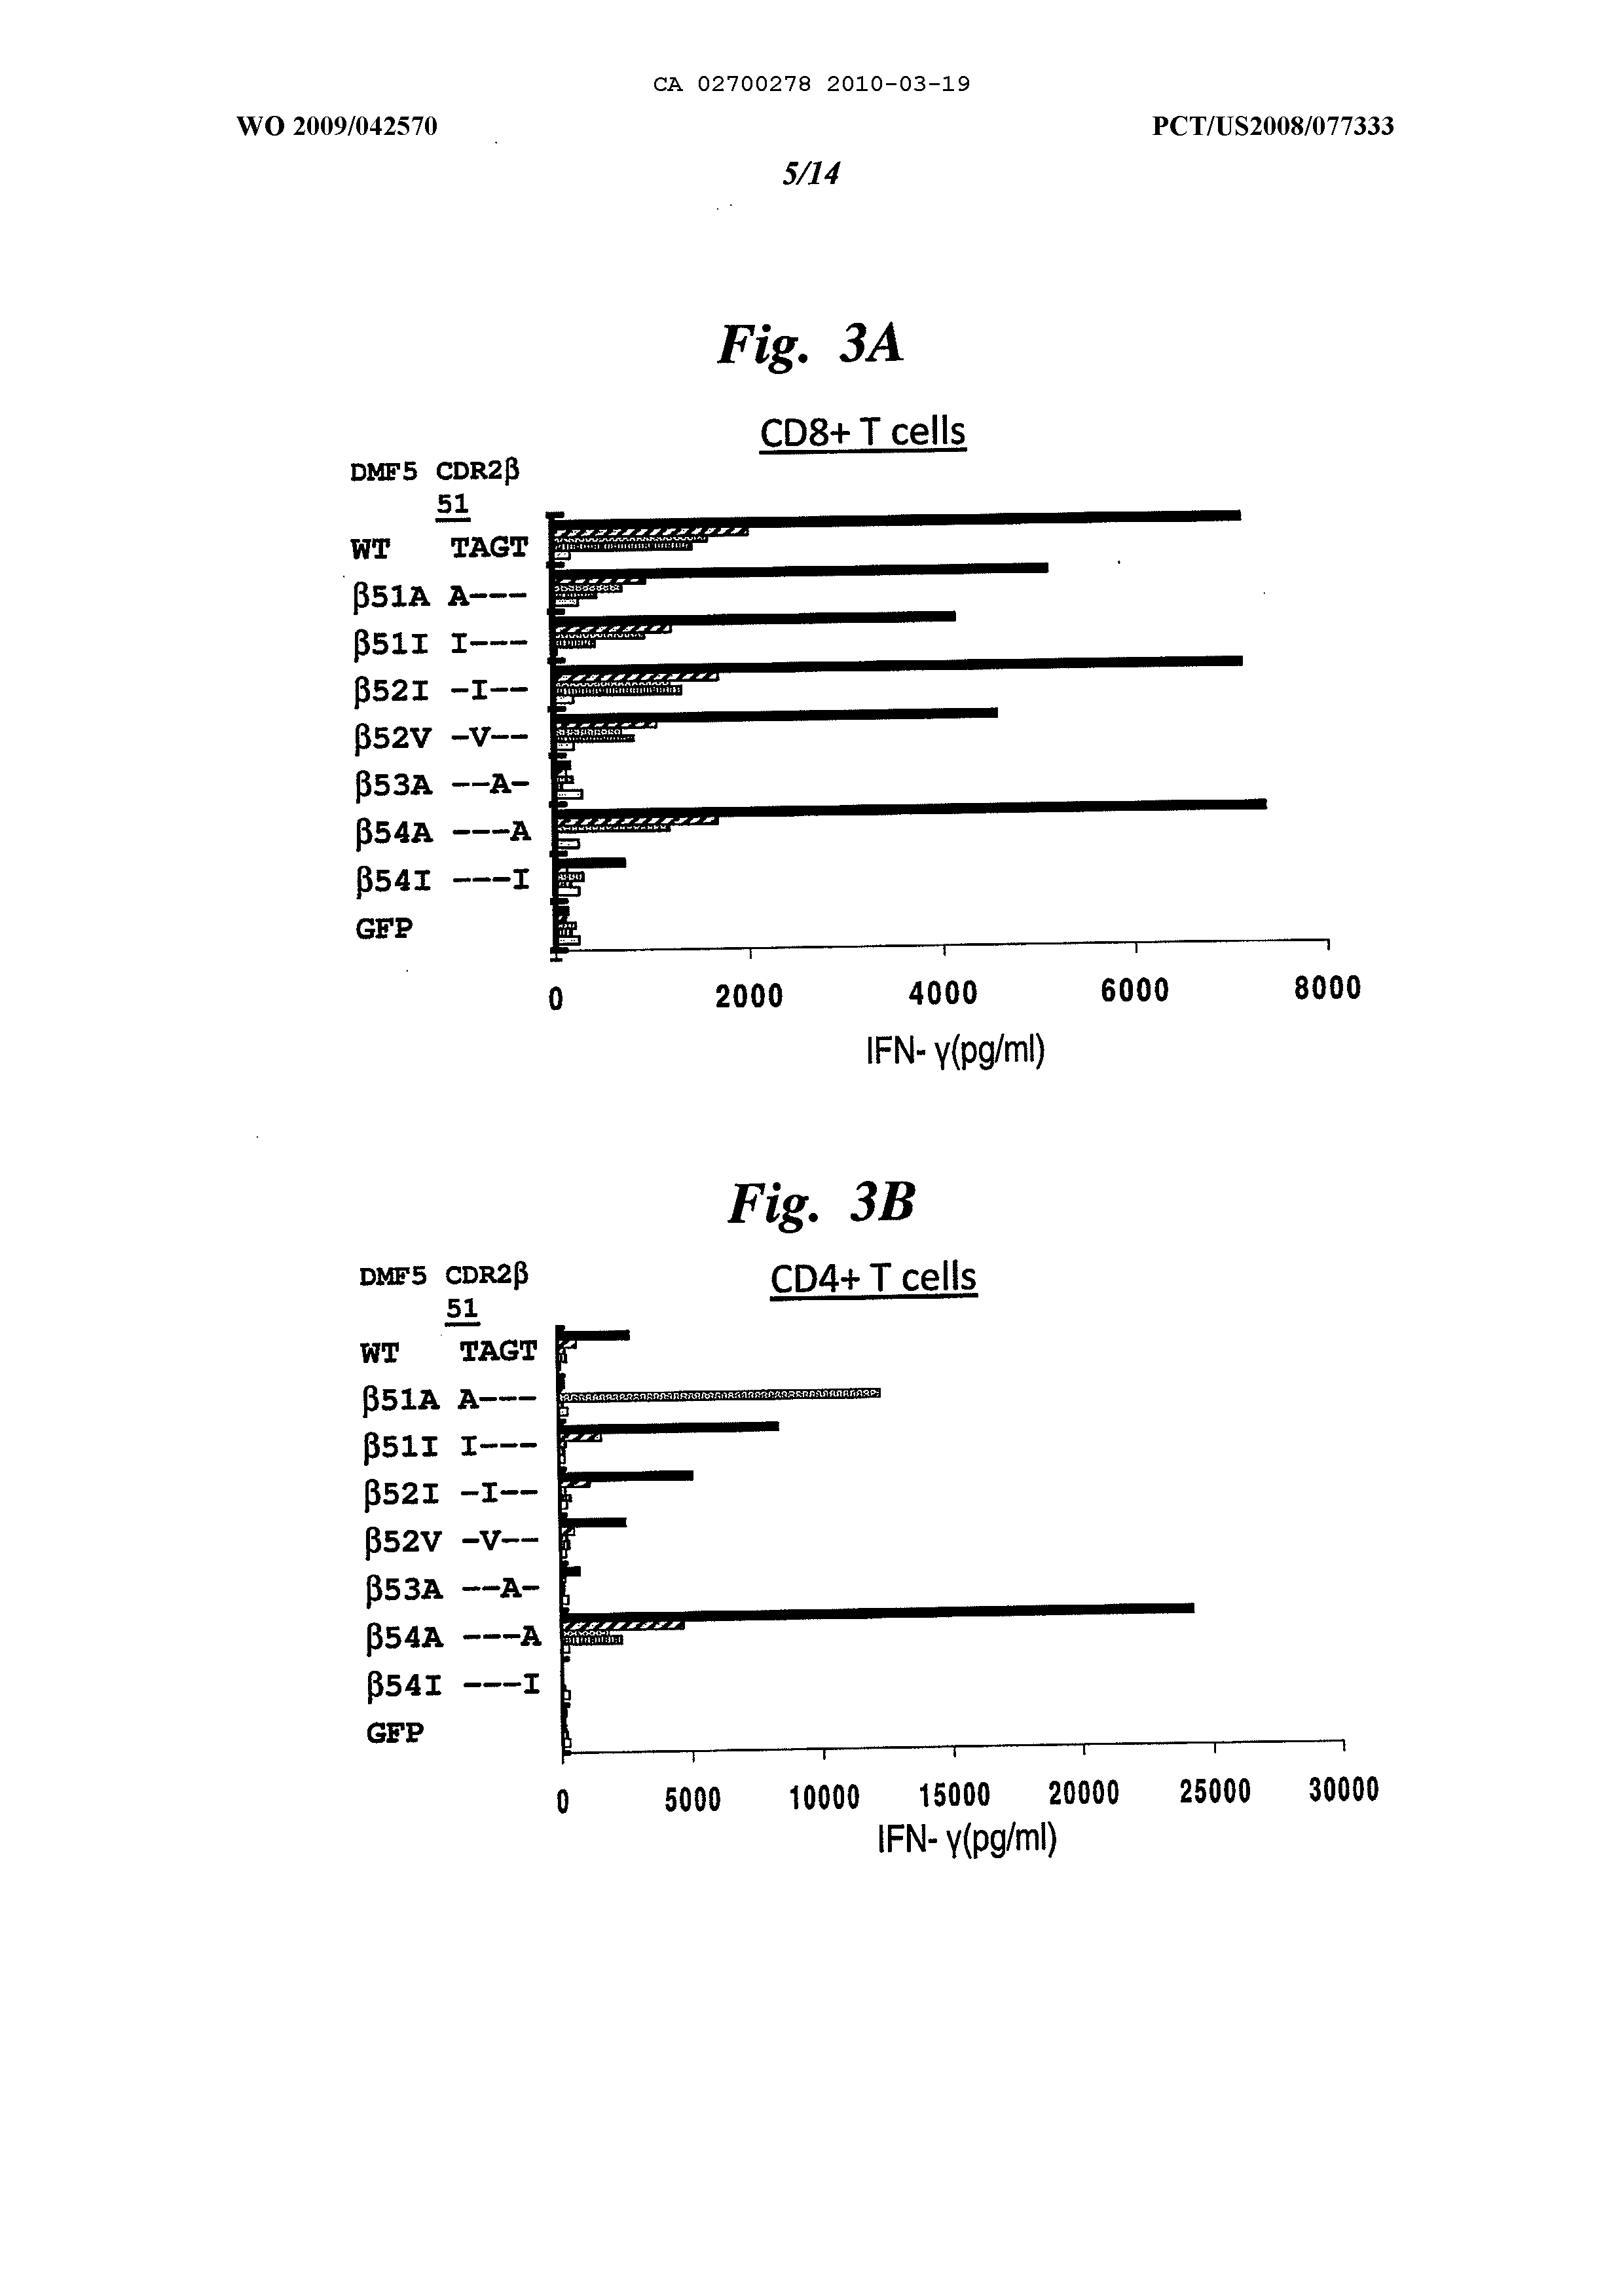 CA 02700278 2010-03-19
WO 2009/042570 PCT/US2008/077333
5/14
Fig. 3A
CD8+ T cells
DMF5 CDR2β
51
WT TAGT
β51A A---
β51I I---
β52I -I--
β52V -V--
β53A --A-
β54A ---A
β54I ---I
GFP
0 2000 4000 6000 8000
IFN- γ(pg/ml)
Fig. 3B
CD4+ T cells
DMF5 CDR2β
51
WT TAGT
β51A A---
β51I I---
β52I -I--
β52V -V--
β53A --A-
β54A ---A
β54I ---I
GFP
0 5000 10000 15000 20000 25000 30000
IFN- γ(pg/ml)